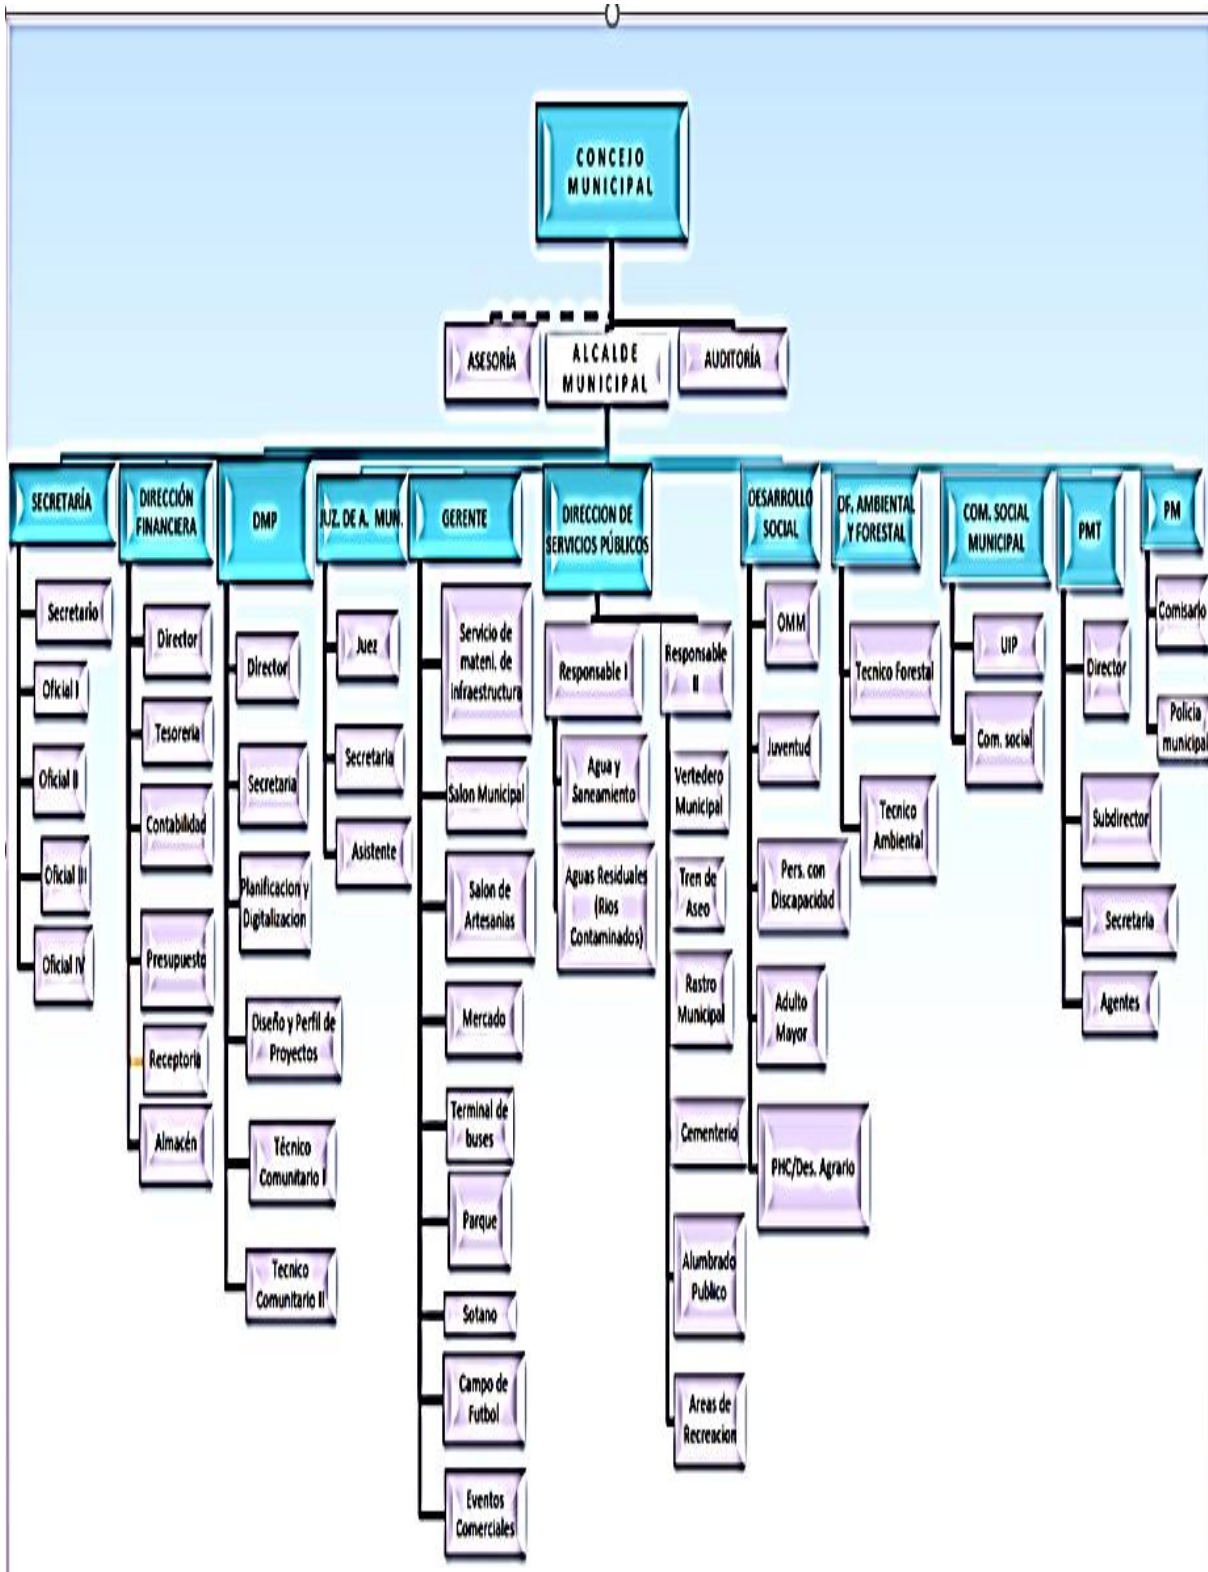 CONCEJO
MUNICIPAL
ASESORÍA
ALCALDE
MUNICIPAL
AUDITORÍA
SECRETARÍA
Secretario
Oficial I
Oficial II
Oficial III
Oficial IV
DIRECCIÓN
FINANCIERA
Director
Tesoreria
Contabilidad
Presupuesto
Receptoria
Almacén
DMP
Director
Secretaria
Planificacion y
Digitalizacion
Diseño y Perfil de
Proyectos
Técnico
Comunitario I
Tecnico
Comunitario II
JUZ. DE A. MUN.
Juez
Secretaria
Asistente
GERENTE
Servicio de
mateni. de
infraestructura
Salon Municipal
Salon de
Artesanias
Mercado
Terminal de
buses
Parque
Sotano
Campo de
Futbol
Eventos
Comerciales
DIRECCION DE
SERVICIOS PÚBLICOS
Responsable I
Agua y
Saneamiento
Aguas Residuales
(Rios
Contaminados)
Responsable
II
Vertedero
Municipal
Tren de
Aseo
Rastro
Municipal
Cementerio
Alumbrado
Publico
Areas de
Recreacion
DESARROLLO
SOCIAL
OMM
Juventud
Pers. con
Discapacidad
Adulto
Mayor
PHC/Des. Agrario
OF. AMBIENTAL
Y FORESTAL
Tecnico Forestal
Tecnico
Ambiental
COM. SOCIAL
MUNICIPAL
UIP
Com. social
PMT
Director
Subdirector
Secretaria
Agentes
PM
Comisario
Policia
municipal